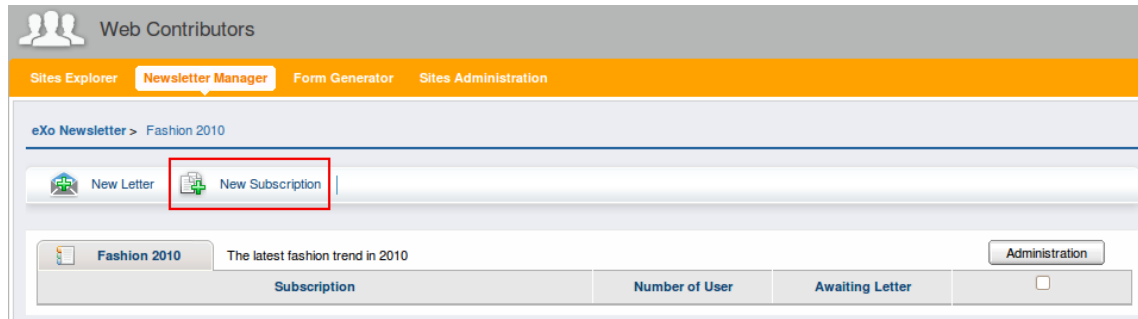 Web Contributors
Sites Explorer Newsletter Manager Form Generator Sites Administration
eXo Newsletter > Fashion 2010
New Letter New Subscription
Fashion 2010 The latest fashion trend in 2010 Administration
Subscription Number of User Awaiting Letter